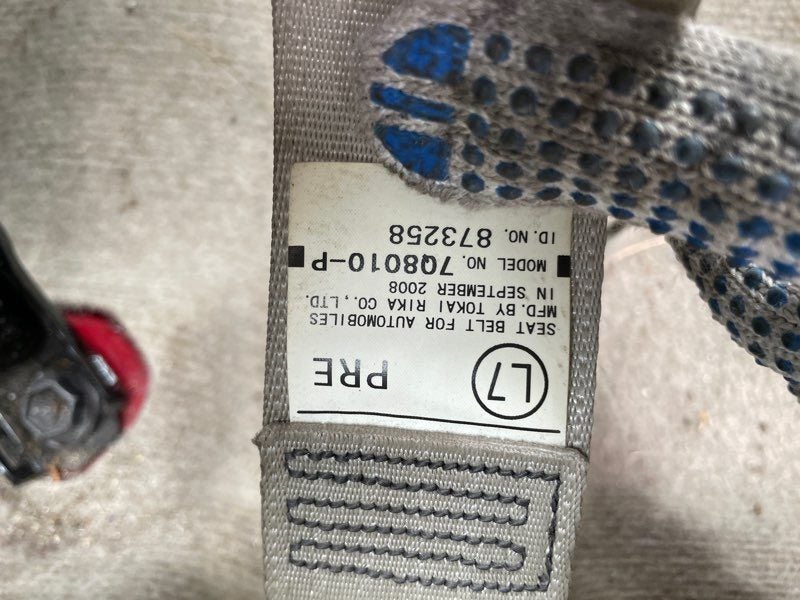 L7 PRE
SEAT BELT FOR AUTOMOBILES
MFD. BY TOKAI RIKA CO., LTD.
IN SEPTEMBER 2008
MODEL NO. 7Q8010-P
ID. NO. 873258